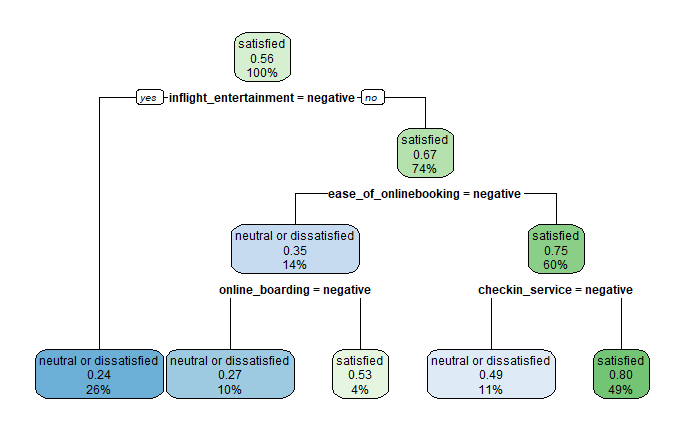 satisfied
0.56
100%
yes inflight_entertainment = negative no
satisfied
0.67
74%
ease_of_onlinebooking = negative
neutral or dissatisfied
0.35
14%
satisfied
0.75
60%
online_boarding = negative
checkin_service = negative
neutral or dissatisfied
0.24
26%
neutral or dissatisfied
0.27
10%
satisfied
0.53
4%
neutral or dissatisfied
0.49
11%
satisfied
0.80
49%